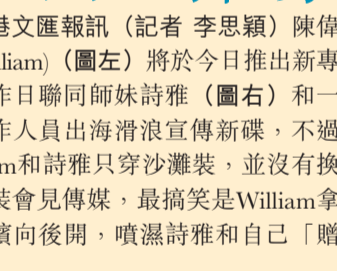 港文匯報訊（記者 李思穎）陳偉
lliam)（圖左）將於今日推出新專
作日聯同師妹詩雅（圖右）和一
作人員出海滑浪宣傳新碟，不過
am和詩雅只穿沙灘裝，並沒有換
裝會見傳媒，最搞笑是William拿
檳向後開，噴濕詩雅和自己「贈